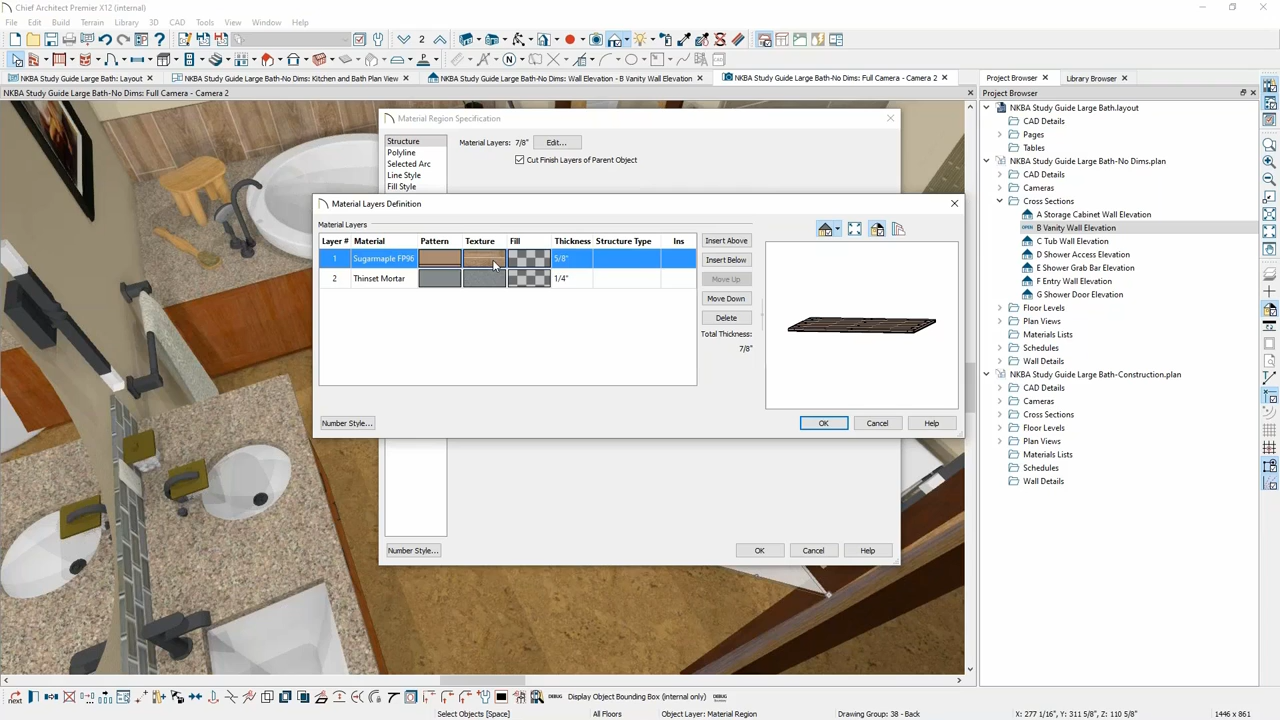 Chief Architect Premier X12 (internal)
File Edit Build Terrain Library 3D CAD Tools Views Window Help
2
NKBA Study Guide Large Bath: Layout
NKBA Study Guide Large Bath-No Dims: Kitchen and Bath Plan View
NKBA Study Guide Large Bath-No Dims: Wall Elevation - B Vanity Wall Elevation
NKBA Study Guide Large Bath-No Dims: Full Camera - Camera 2
Project Browser
Library Browser
NKBA Study Guide Large Bath-No Dims: Full Camera - Camera 2
Project Browser
Material Region Specification
Structure
Polyline
Selected Arc
Line Style
Fill Style
Material Layers: 7/8" Edit...
Cut Finish Layers of Parent Object
Material Layers Definition
Material Layers
Layer # Material Pattern Texture Fill Thickness Structure Type Ins
1 Sugarmaple FP96 5/8"
2 Thinset Mortar 1/4"
Insert Above
Insert Below
Move Up
Move Down
Delete
Total Thickness:
7/8"
Number Style... OK Cancel Help
Number Style... OK Cancel Help
NKBA Study Guide Large Bath.layout
CAD Details
Pages
Tables
NKBA Study Guide Large Bath-No Dims.plan
CAD Details
Cameras
Cross Sections
A Storage Cabinet Wall Elevation
OPEN B Vanity Wall Elevation
C Tub Wall Elevation
D Shower Access Elevation
E Shower Grab Bar Elevation
F Entry Wall Elevation
G Shower Door Elevation
Floor Levels
Plan Views
Materials Lists
Schedules
Wall Details
NKBA Study Guide Large Bath-Construction.plan
CAD Details
Cameras
Cross Sections
Floor Levels
Plan Views
Materials Lists
Schedules
Wall Details
next
DEBUG Display Object Bounding Box (internal only) DEBUG
Select Objects [Space] All Floors Object Layer: Material Region Drawing Group: 38 - Back X: 277 1/16", Y: 311 5/8", Z: 110 5/8" 1446 x 861